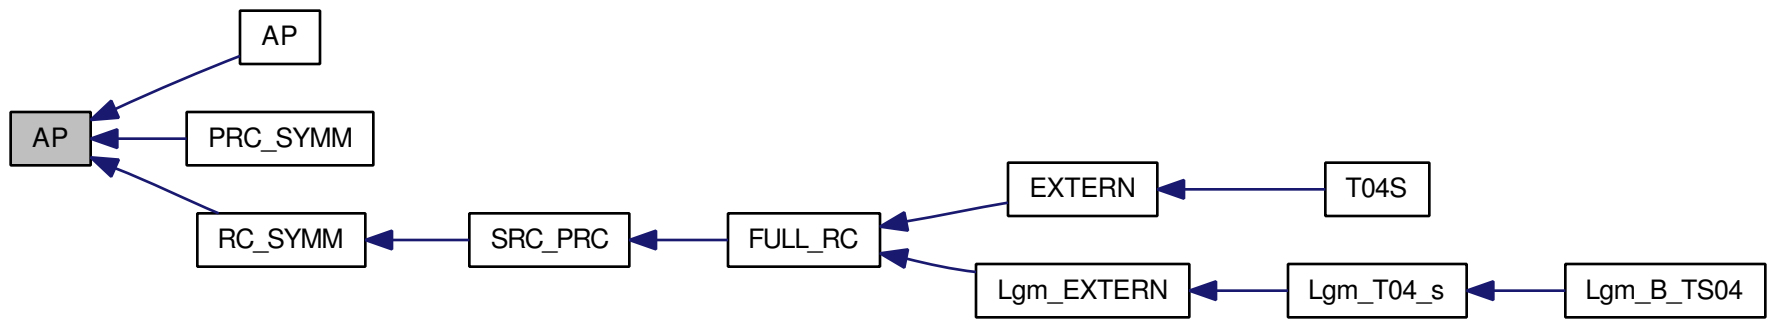 AP
AP
PRC_SYMM
EXTERN
T04S
RC_SYMM
SRC_PRC
FULL_RC
Lgm_EXTERN
Lgm_T04_s
Lgm_B_TS04